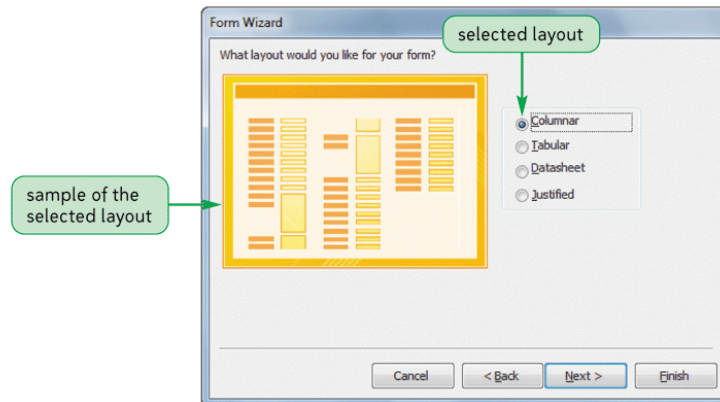 Form Wizard
selected layout
What layout would you like for your form?
Columnar
Tabular
Datasheet
Justified
sample of the
selected layout
Cancel
< Back
Next >
Finish